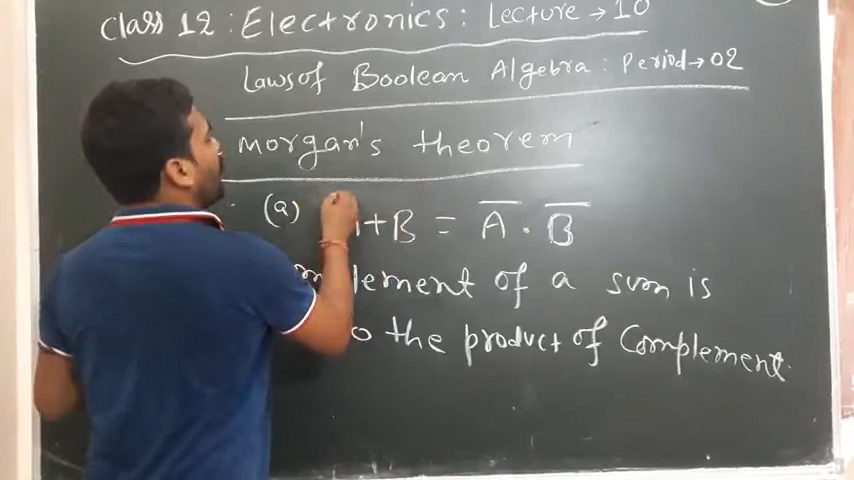 Class 12 : Electronics : Lecture → 10
Laws of Boolean Algebra : Period → 02
morgan's theorem
(a) +B = A̅ . B̅
of a sum is
the product of Complement.